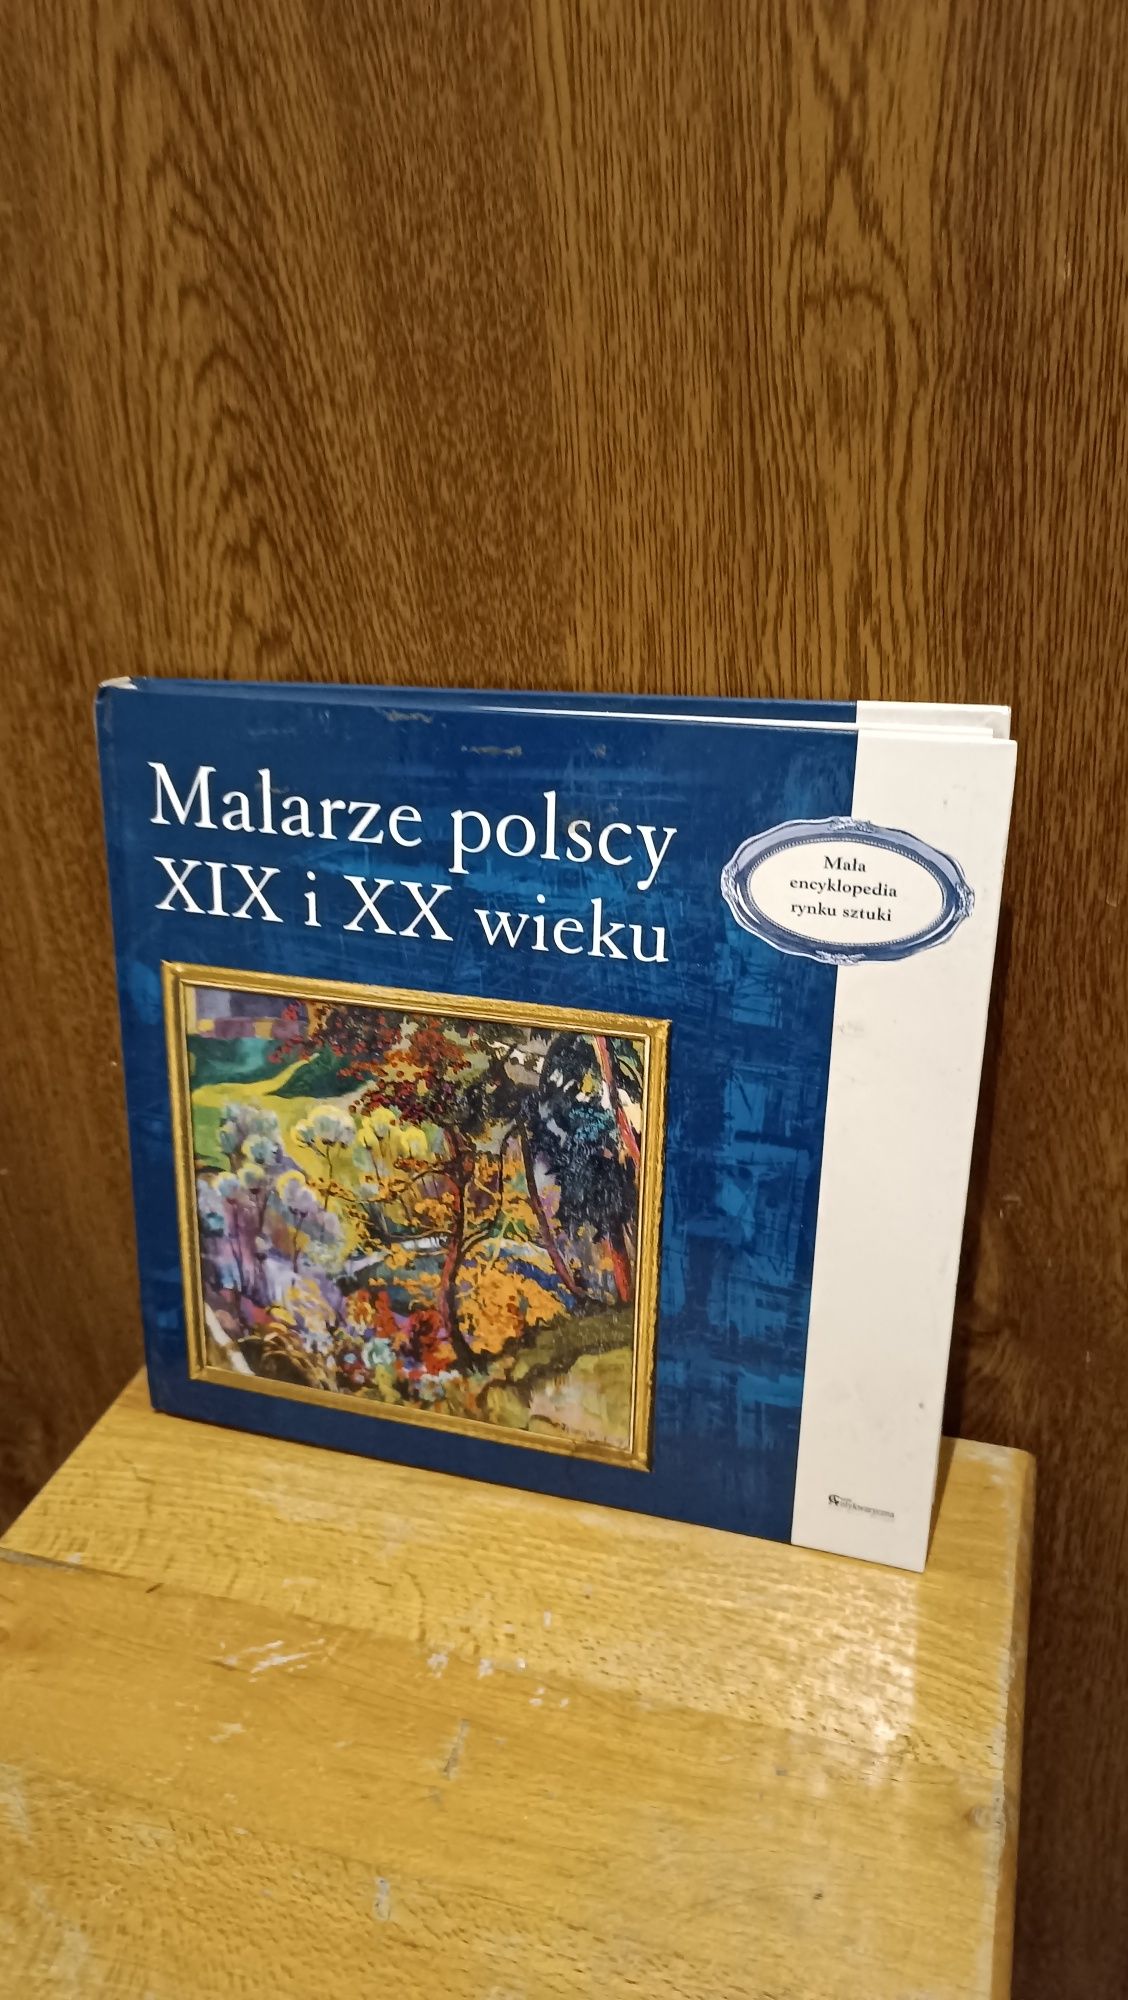 Malarze polscy
XIX i XX wieku
Mała
encyklopedia
rynku sztuki